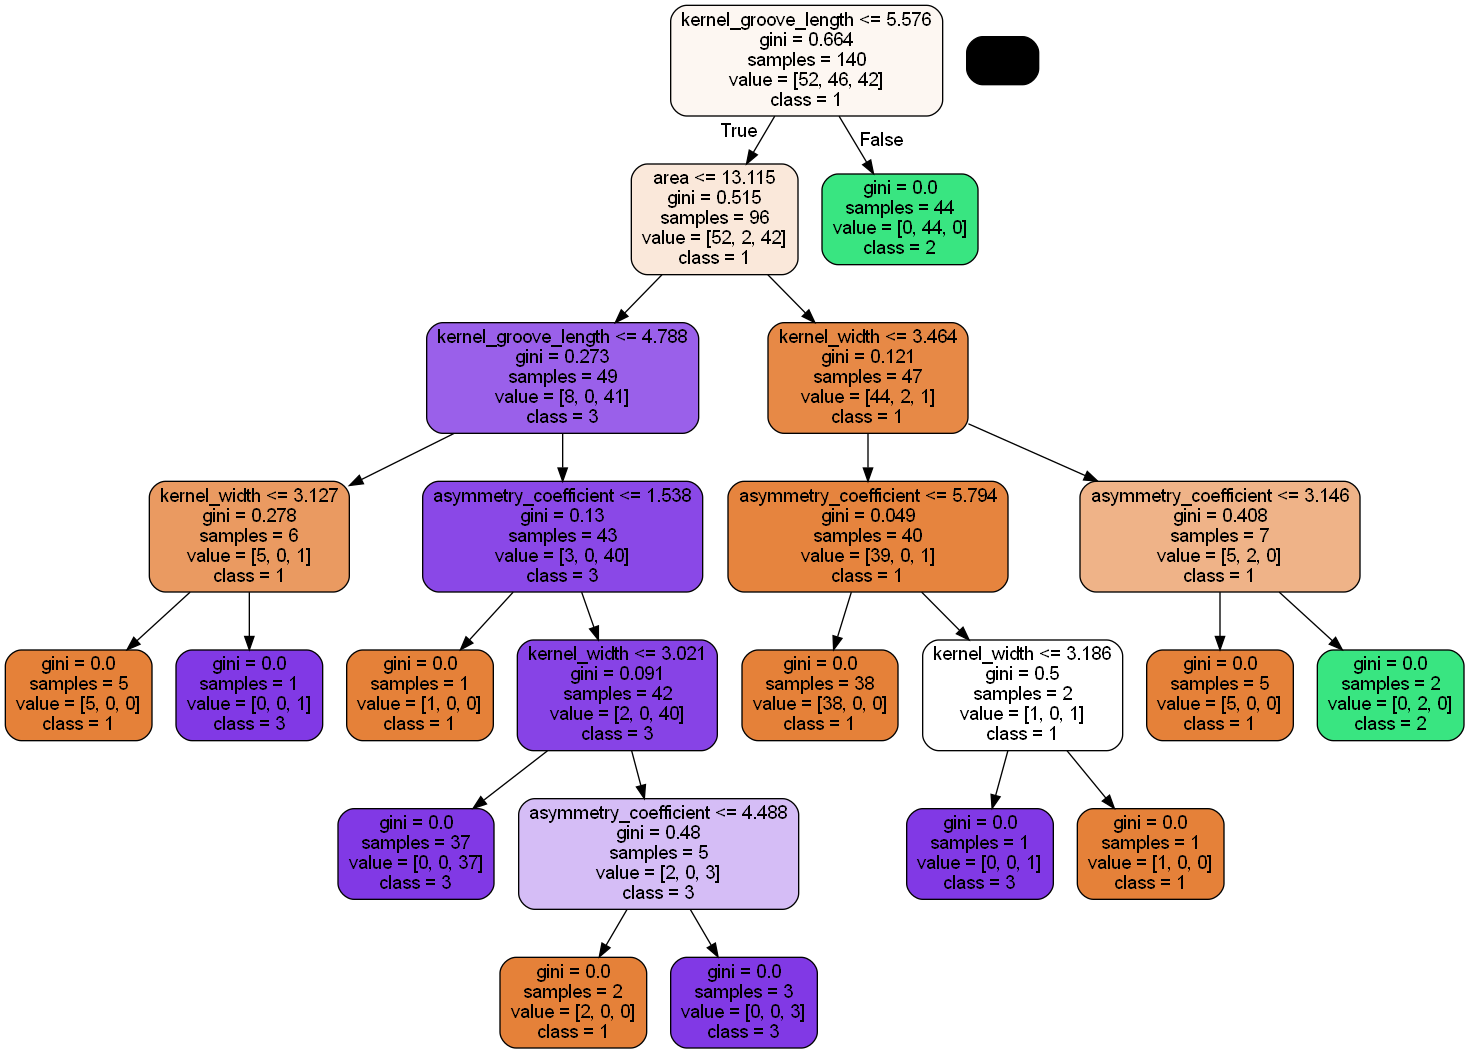 kernel_groove_length <= 5.576
gini = 0.664
samples = 140
value = [52, 46, 42]
class = 1
True
False
area <= 13.115
gini = 0.515
samples = 96
value = [52, 2, 42]
class = 1
gini = 0.0
samples = 44
value = [0, 44, 0]
class = 2
kernel_groove_length <= 4.788
gini = 0.273
samples = 49
value = [8, 0, 41]
class = 3
kernel_width <= 3.464
gini = 0.121
samples = 47
value = [44, 2, 1]
class = 1
kernel_width <= 3.127
gini = 0.278
samples = 6
value = [5, 0, 1]
class = 1
asymmetry_coefficient <= 1.538
gini = 0.13
samples = 43
value = [3, 0, 40]
class = 3
asymmetry_coefficient <= 5.794
gini = 0.049
samples = 40
value = [39, 0, 1]
class = 1
asymmetry_coefficient <= 3.146
gini = 0.408
samples = 7
value = [5, 2, 0]
class = 1
gini = 0.0
samples = 5
value = [5, 0, 0]
class = 1
gini = 0.0
samples = 1
value = [0, 0, 1]
class = 3
gini = 0.0
samples = 1
value = [1, 0, 0]
class = 1
kernel_width <= 3.021
gini = 0.091
samples = 42
value = [2, 0, 40]
class = 3
gini = 0.0
samples = 38
value = [38, 0, 0]
class = 1
kernel_width <= 3.186
gini = 0.5
samples = 2
value = [1, 0, 1]
class = 1
gini = 0.0
samples = 5
value = [5, 0, 0]
class = 1
gini = 0.0
samples = 2
value = [0, 2, 0]
class = 2
gini = 0.0
samples = 37
value = [0, 0, 37]
class = 3
asymmetry_coefficient <= 4.488
gini = 0.48
samples = 5
value = [2, 0, 3]
class = 3
gini = 0.0
samples = 1
value = [0, 0, 1]
class = 3
gini = 0.0
samples = 1
value = [1, 0, 0]
class = 1
gini = 0.0
samples = 2
value = [2, 0, 0]
class = 1
gini = 0.0
samples = 3
value = [0, 0, 3]
class = 3